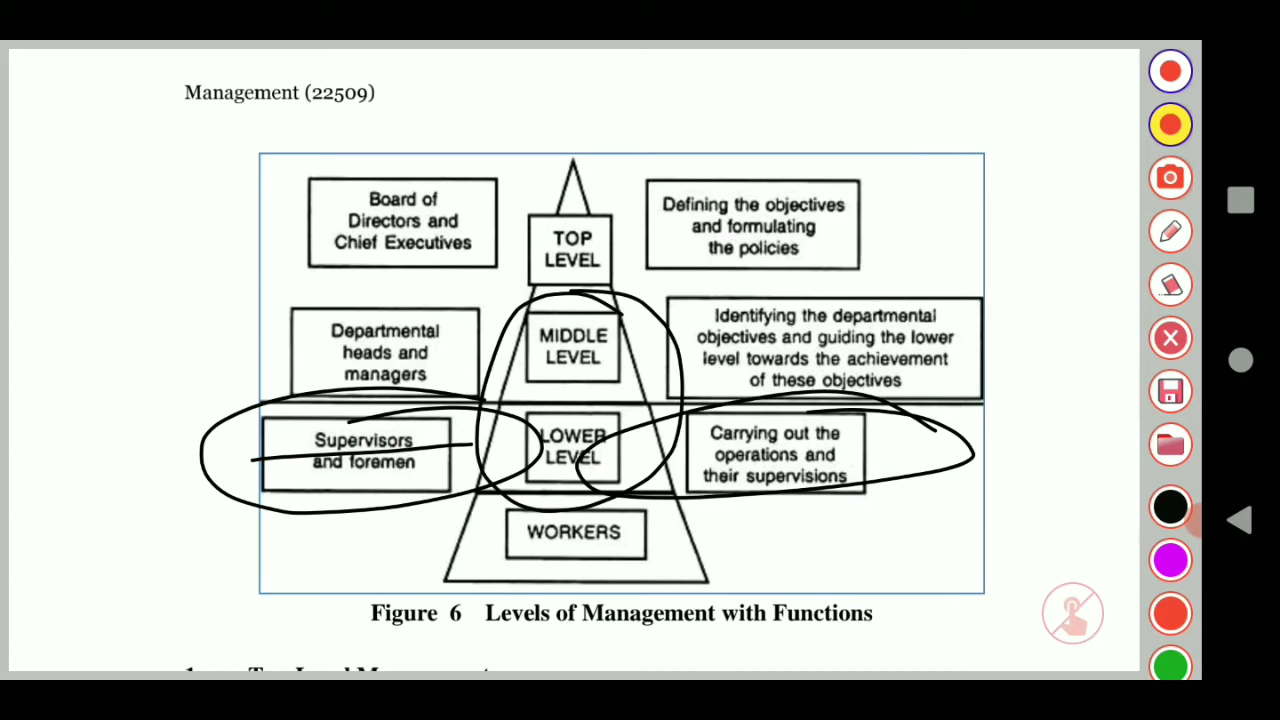 Management (22509)
Board of
Directors and
Chief Executives
TOP
LEVEL
Defining the objectives
and formulating
the policies
Departmental
heads and
managers
MIDDLE
LEVEL
Identifying the departmental
objectives and guiding the lower
level towards the achievement
of these objectives
Supervisors
and foremen
LOWER
LEVEL
Carrying out the
operations and
their supervisions
WORKERS
Figure 6 Levels of Management with Functions